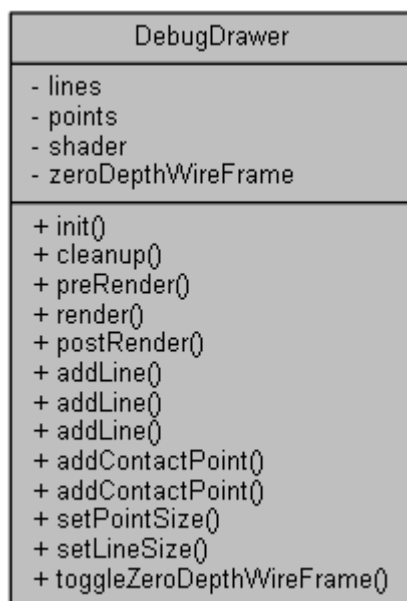 DebugDrawer
- lines
- points
- shader
- zeroDepthWireFrame
+ init()
+ cleanup()
+ preRender()
+ render()
+ postRender()
+ addLine()
+ addLine()
+ addLine()
+ addContactPoint()
+ addContactPoint()
+ setPointSize()
+ setLineSize()
+ toggleZeroDepthWireFrame()